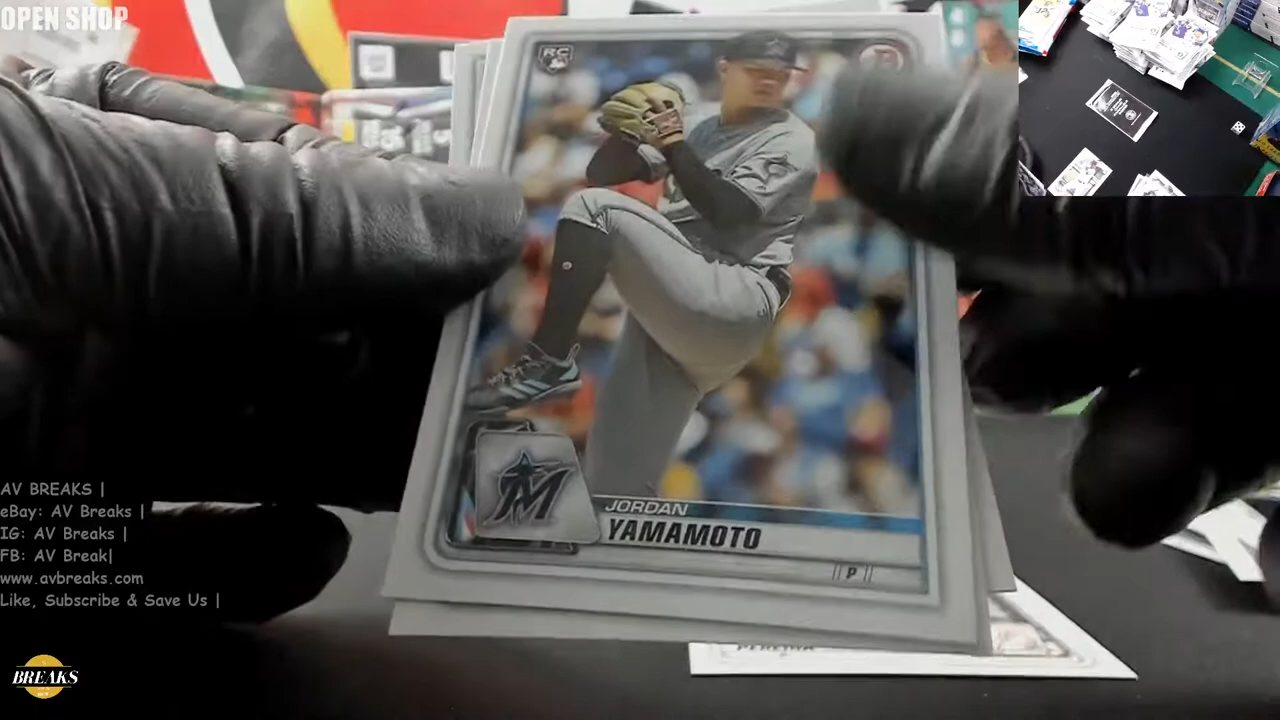 OPEN SHOP
RC
JORDAN
YAMAMOTO
P
AV BREAKS |
eBay: AV Breaks |
IG: AV Breaks |
FB: AV Break|
www.avbreaks.com
Like, Subscribe & Save Us |
BREAKS